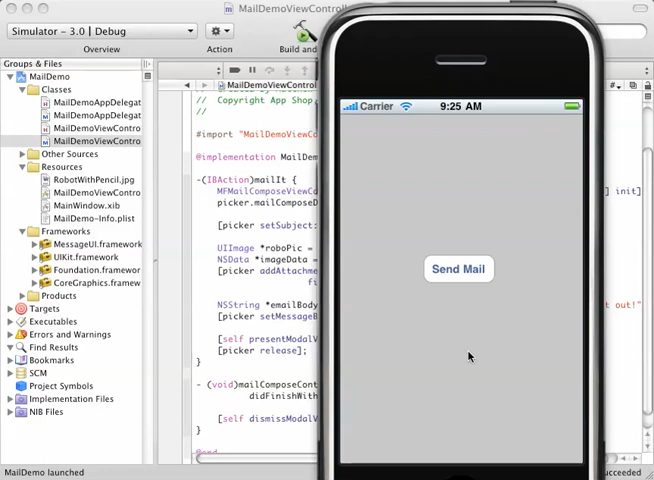 MailDemoViewControll
Simulator - 3.0 | Debug
Overview
Action
Build and
Groups & Files
MailDemo
Classes
MailDemoAppDelegat
MailDemoAppDelegat
MailDemoViewContro
MailDemoViewContro
Other Sources
Resources
RobotWithPencil.jpg
MailDemoViewContro
MainWindow.xib
MailDemo-Info.plist
Frameworks
MessageUI.framework
UIKit.framework
Foundation.framewor
CoreGraphics.framew
Products
Targets
Executables
Errors and Warnings
Find Results
Bookmarks
SCM
Project Symbols
Implementation Files
NIB Files
MailDemo launched
MailDemoViewControl
// Copyright App Shop
//
#import "MailDemoViewCo
@implementation MailDem
-(IBAction)mailIt {
MFMailComposeViewCo
picker.mailComposeD
[picker setSubject:
UIImage *roboPic =
NSData *imageData =
[picker addAttachme
fi
NSString *emailBody
[picker setMessageB
[self presentModalV
[picker release];
}
- (void)mailComposeCont
didFinishWith
[self dismissModalV
}
@end
] init]
t out!"
ucceeded
Carrier
9:25 AM
Send Mail